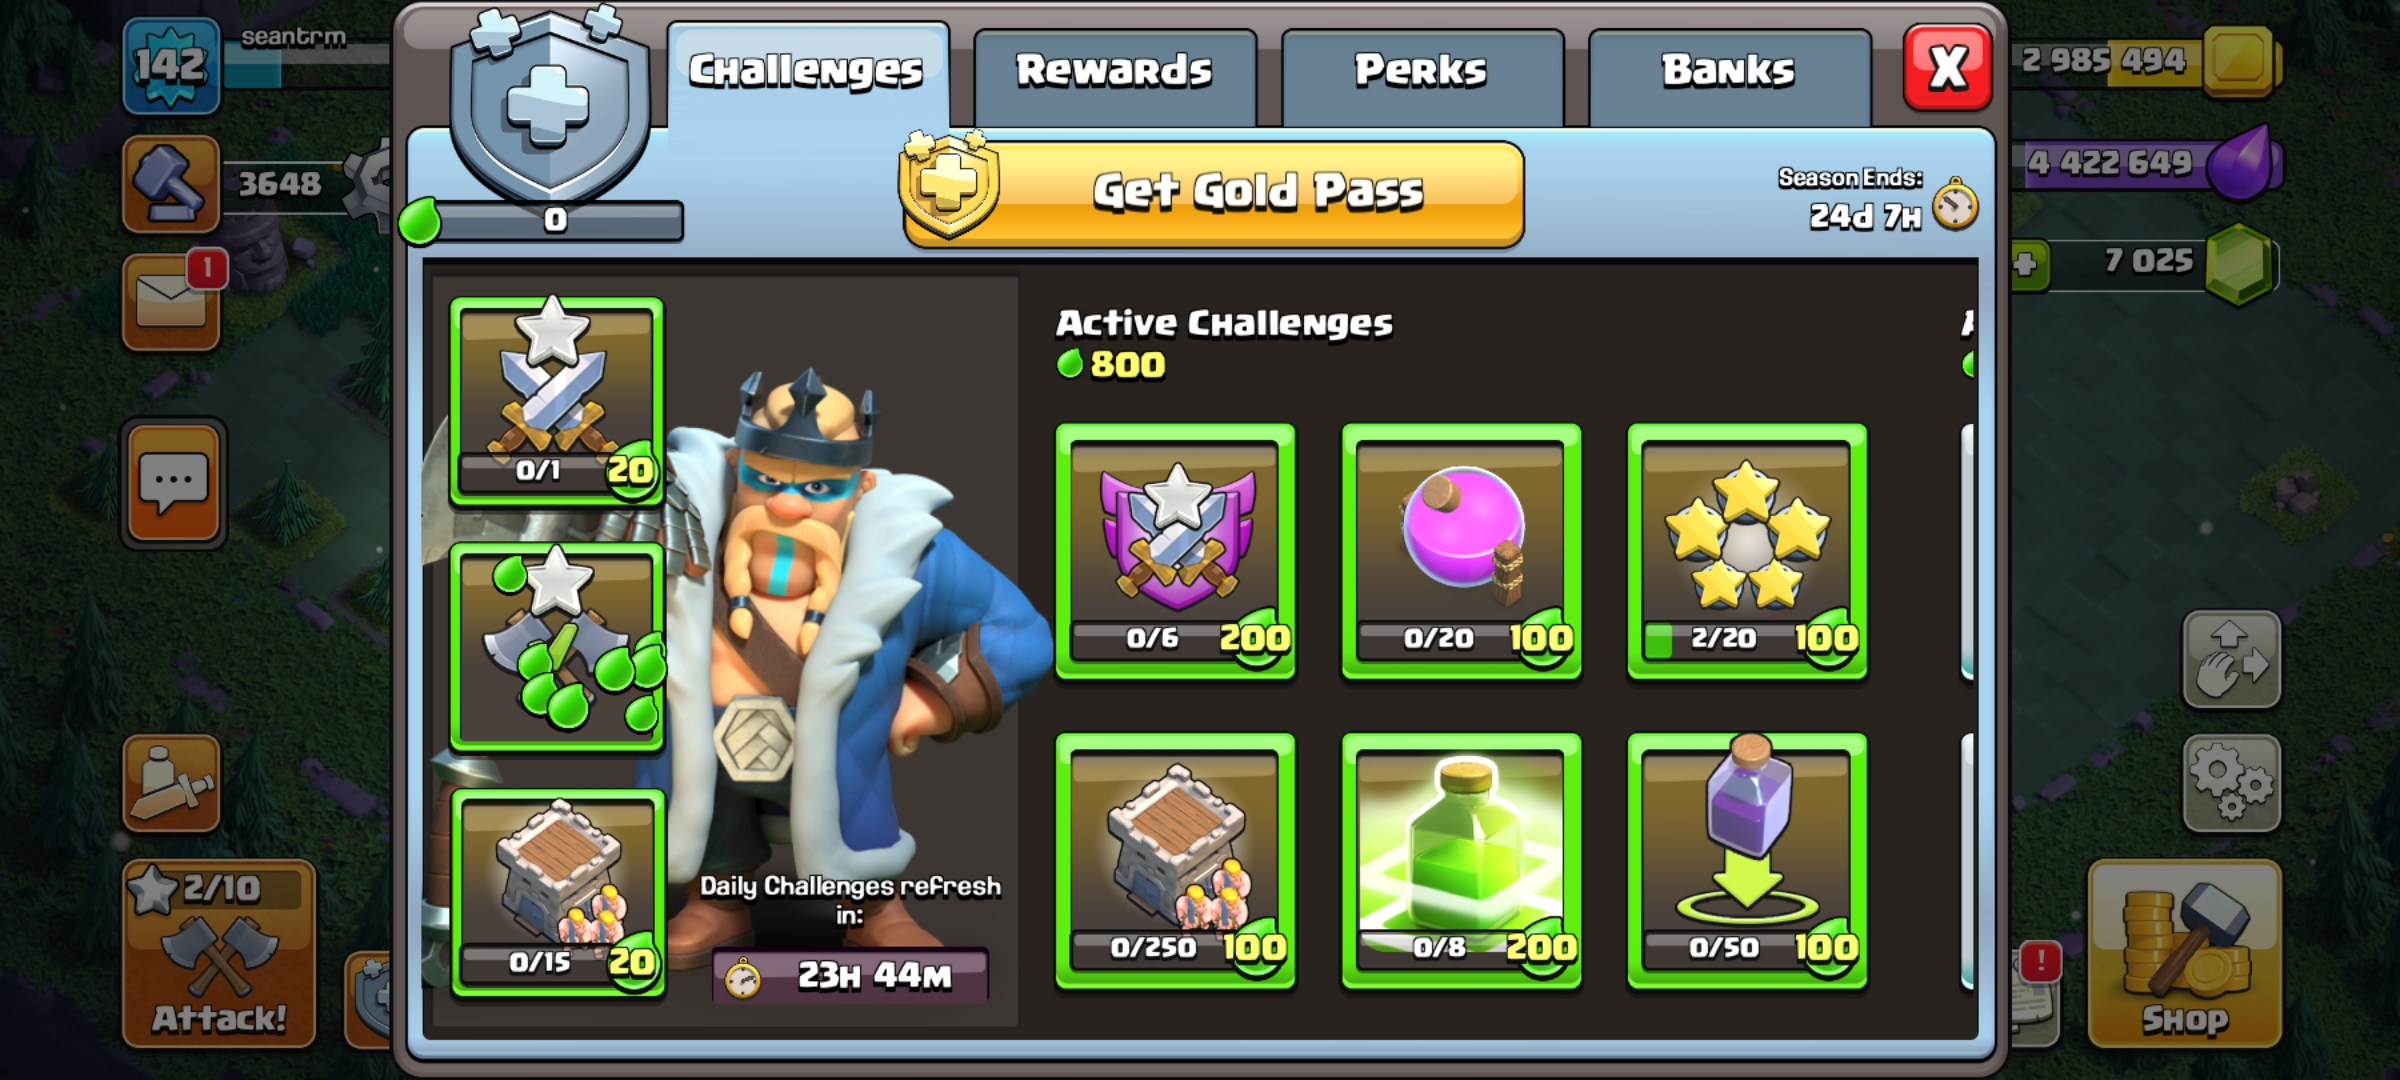 142
seantrm
3648
1
2/10
Attack!
Challenges
Rewards
Perks
Banks
X
0
Get Gold Pass
Season Ends:
24d 7H
0/1
20
0/15
20
Daily Challenges refresh
in:
23H 44M
Active Challenges
800
0/6
200
0/20
100
2/20
100
0/250
100
0/8
200
0/50
100
2 985 494
4 422 649
7 025
!
Shop